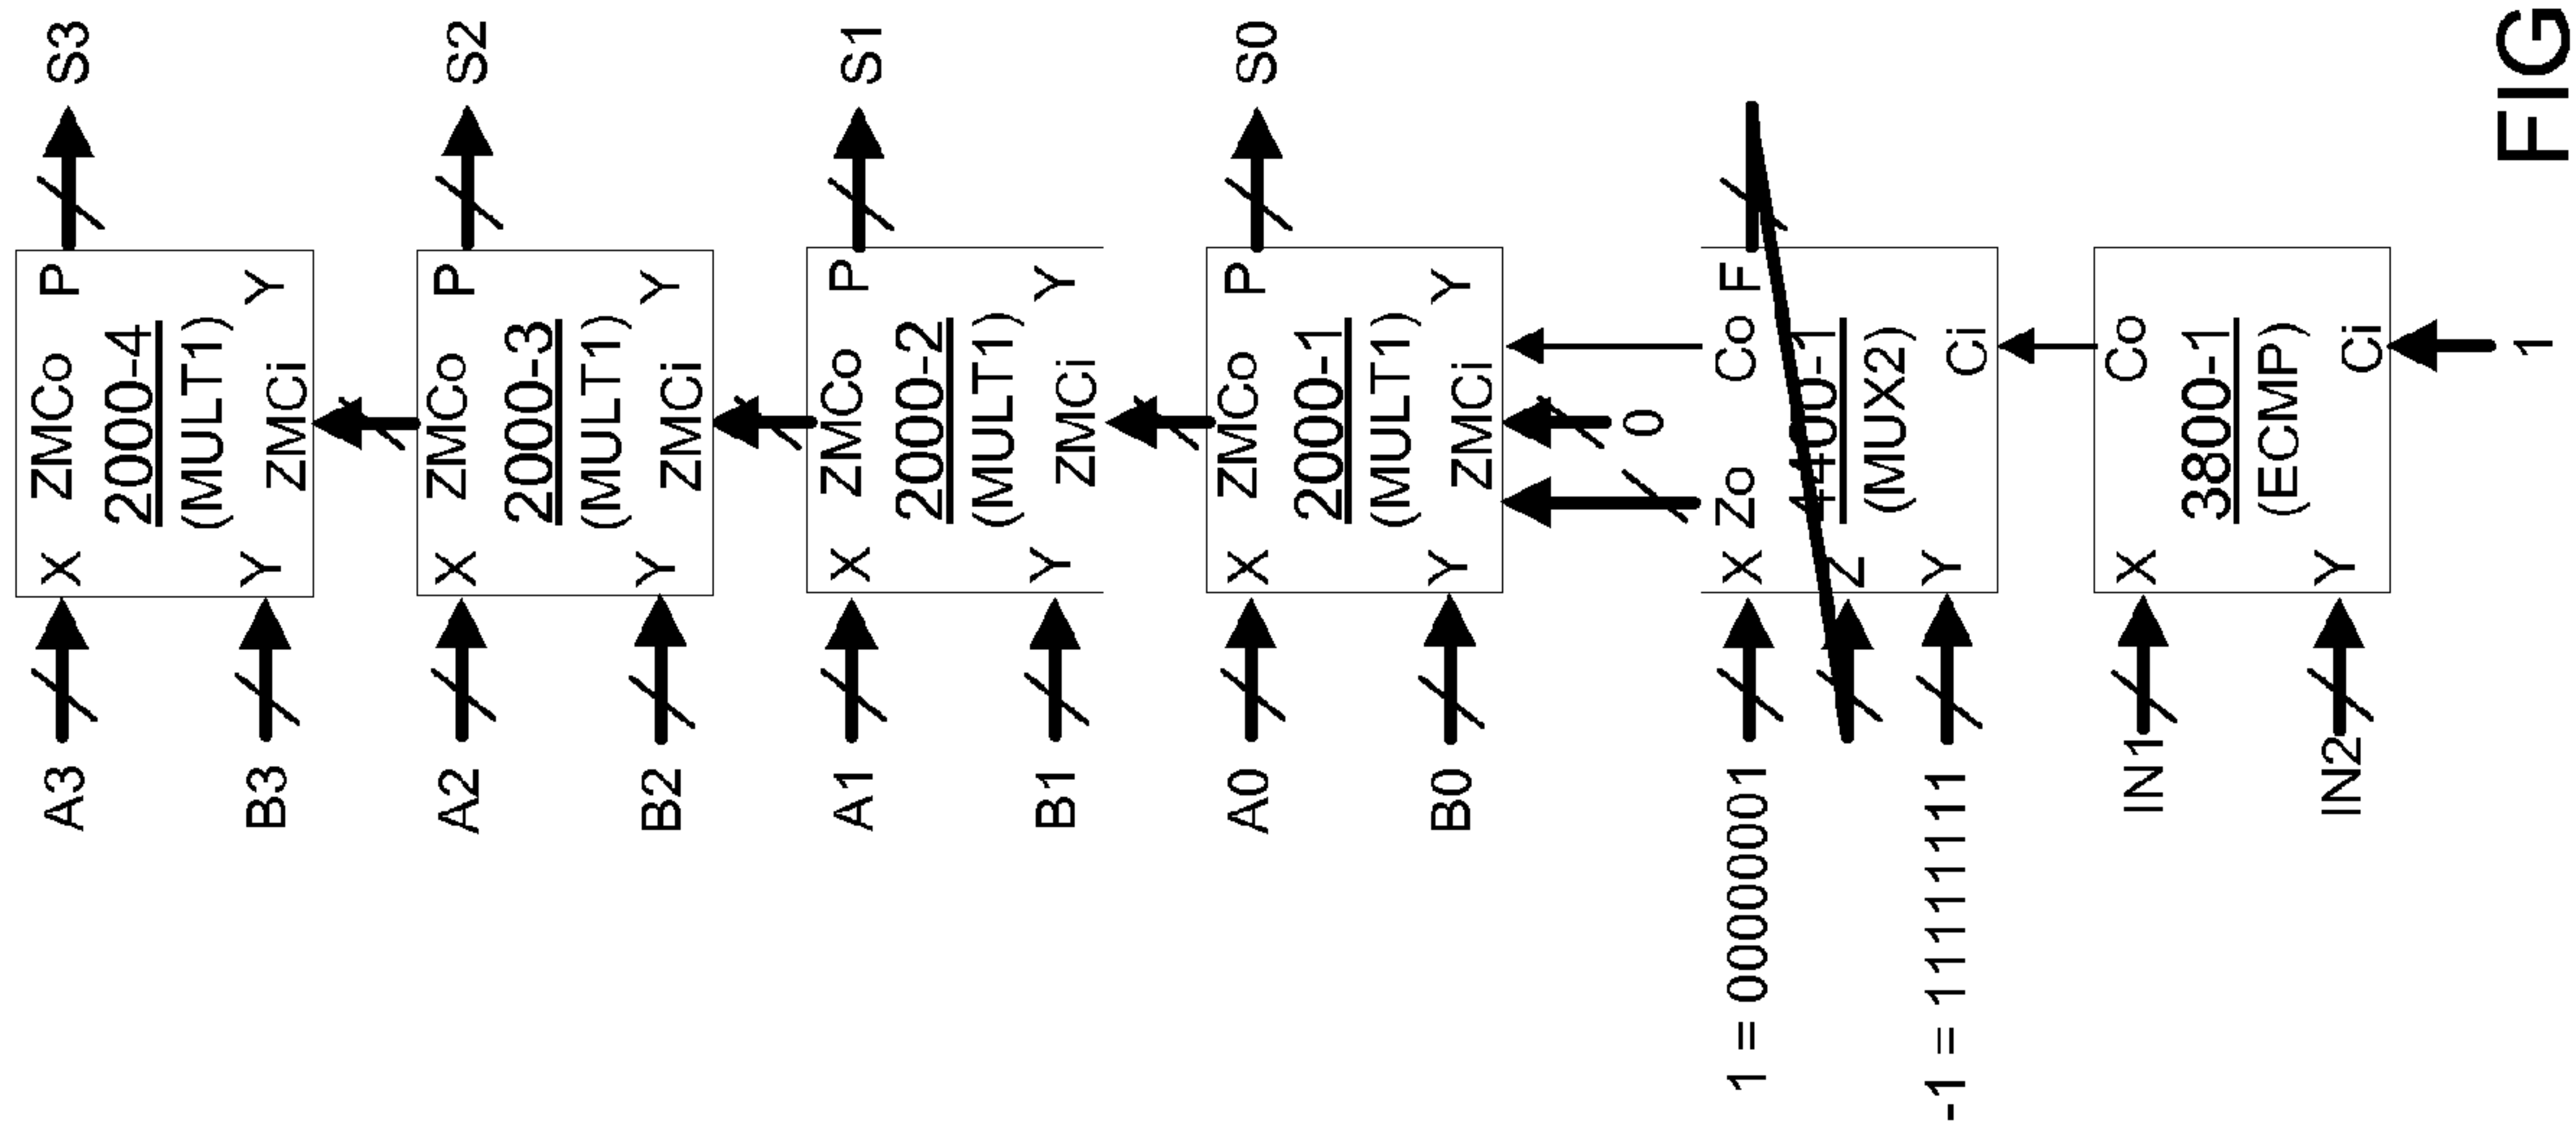 A3 X ZMCo P S3
2000-4
(MULT1)
B3 Y ZMCi Y
A2 X ZMCo P S2
2000-3
(MULT1)
B2 Y ZMCi Y
A1 X ZMCo P S1
2000-2
(MULT1)
B1 Y ZMCi Y
A0 X ZMCo P S0
2000-1
(MULT1)
B0 Y ZMCi Y
0
1 = 00000001 X Zo Co F
4400-1
Z
(MUX2)
-1 = 11111111 Y Ci
IN1 X Co
3800-1
(ECMP)
IN2 Y Ci
1
FIG